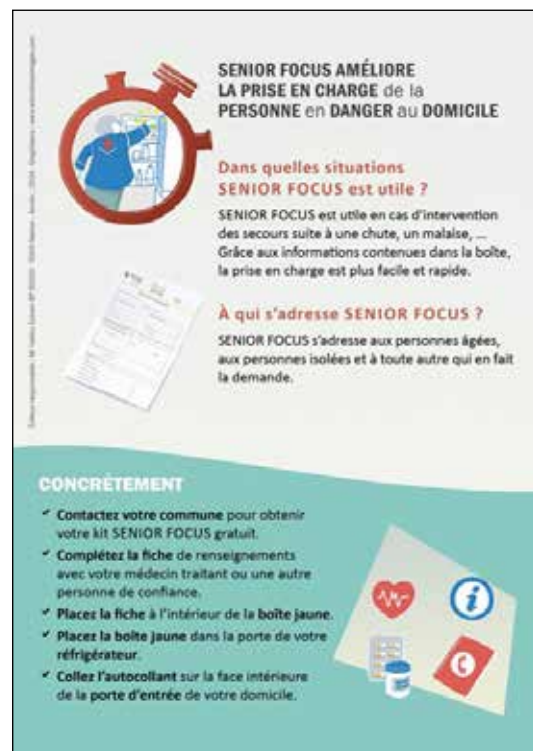 SENIOR FOCUS AMÉLIORE
LA PRISE EN CHARGE de la
PERSONNE en DANGER au DOMICILE
Dans quelles situations
SENIOR FOCUS est utile ?
SENIOR FOCUS est utile en cas d'intervention
des secours suite à une chute, un malaise, ...
Grâce aux informations contenues dans la boîte,
la prise en charge est plus facile et rapide.
À qui s'adresse SENIOR FOCUS ?
SENIOR FOCUS s'adresse aux personnes âgées,
aux personnes isolées et à toute autre qui en fait
la demande.
CONCRÈTEMENT
✔ Contactez votre commune pour obtenir
votre kit SENIOR FOCUS gratuit.
✔ Complétez la fiche de renseignements
avec votre médecin traitant ou une autre
personne de confiance.
✔ Placez la fiche à l'intérieur de la boîte jaune.
✔ Placez la boîte jaune dans la porte de votre
réfrigérateur.
✔ Collez l'autocollant sur la face intérieure
de la porte d'entrée de votre domicile.